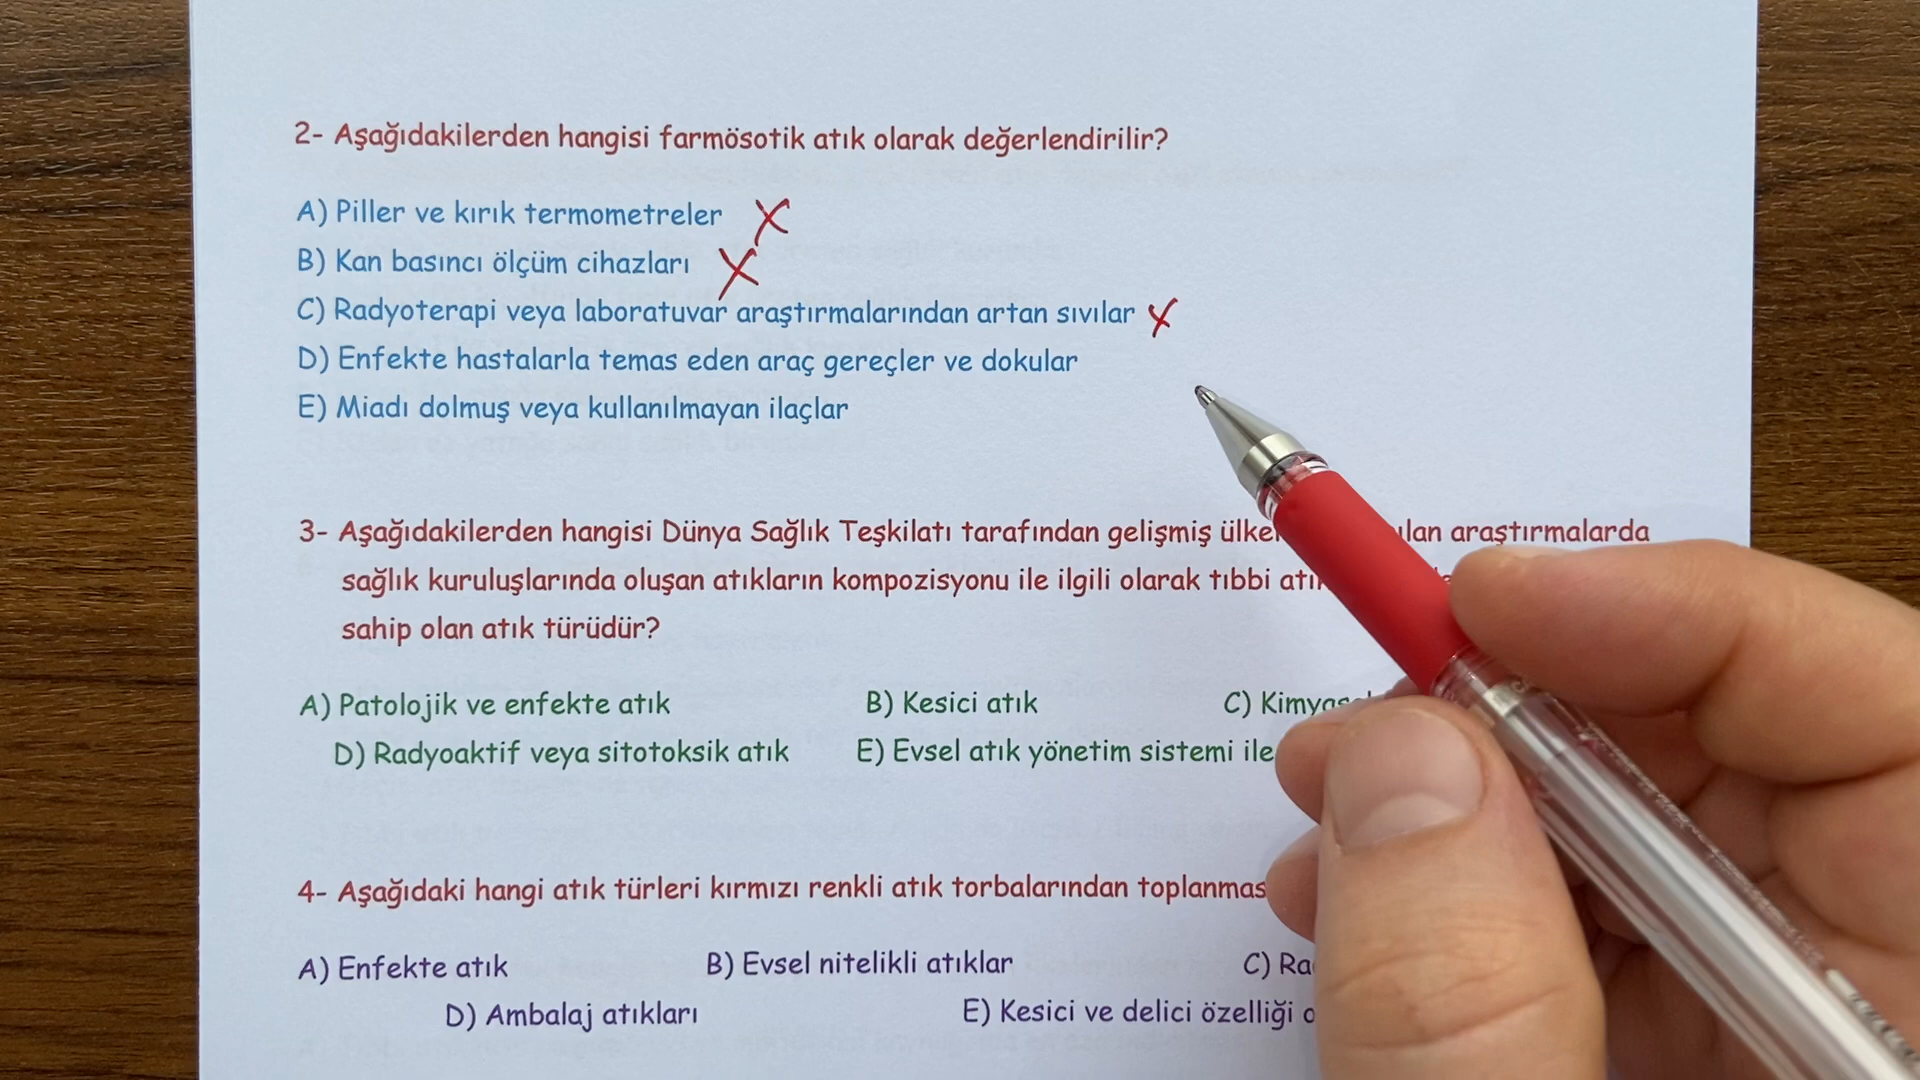 2- Aşağıdakilerden hangisi farmösotik atık olarak değerlendirilir?
A) Piller ve kırık termometreler
B) Kan basıncı ölçüm cihazları
C) Radyoterapi veya laboratuvar araştırmalarından artan sıvılar
D) Enfekte hastalarla temas eden araç gereçler ve dokular
E) Miadı dolmuş veya kullanılmayan ilaçlar
3- Aşağıdakilerden hangisi Dünya Sağlık Teşkilatı tarafından gelişmiş araştırmalarda
sağlık kuruluşlarında oluşan atıkların kompozisyonu ile ilgili olarak tıbbi
sahip olan atık türüdür?
A) Patolojik ve enfekte atık B) Kesici atık C)
D) Radyoaktif veya sitotoksik atık E) Evsel atık yönetim sistemi ile
4- Aşağıdaki hangi atık türleri kırmızı renkli atık torbalarından
A) Enfekte atık B) Evsel nitelikli atıklar C)
D) Ambalaj atıkları E) Kesici ve delici özelliği